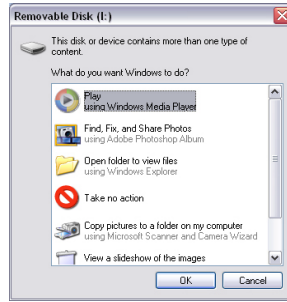 Removable Disk (I:)
This disk or device contains more than one type of
content.
What do you want Windows to do?
Play
using Windows Media Player
Find, Fix, and Share Photos
using Adobe Photoshop Album
Open folder to view files
using Windows Explorer
Take no action
Copy pictures to a folder on my computer
using Microsoft Scanner and Camera Wizard
View a slideshow of the images
OK
Cancel